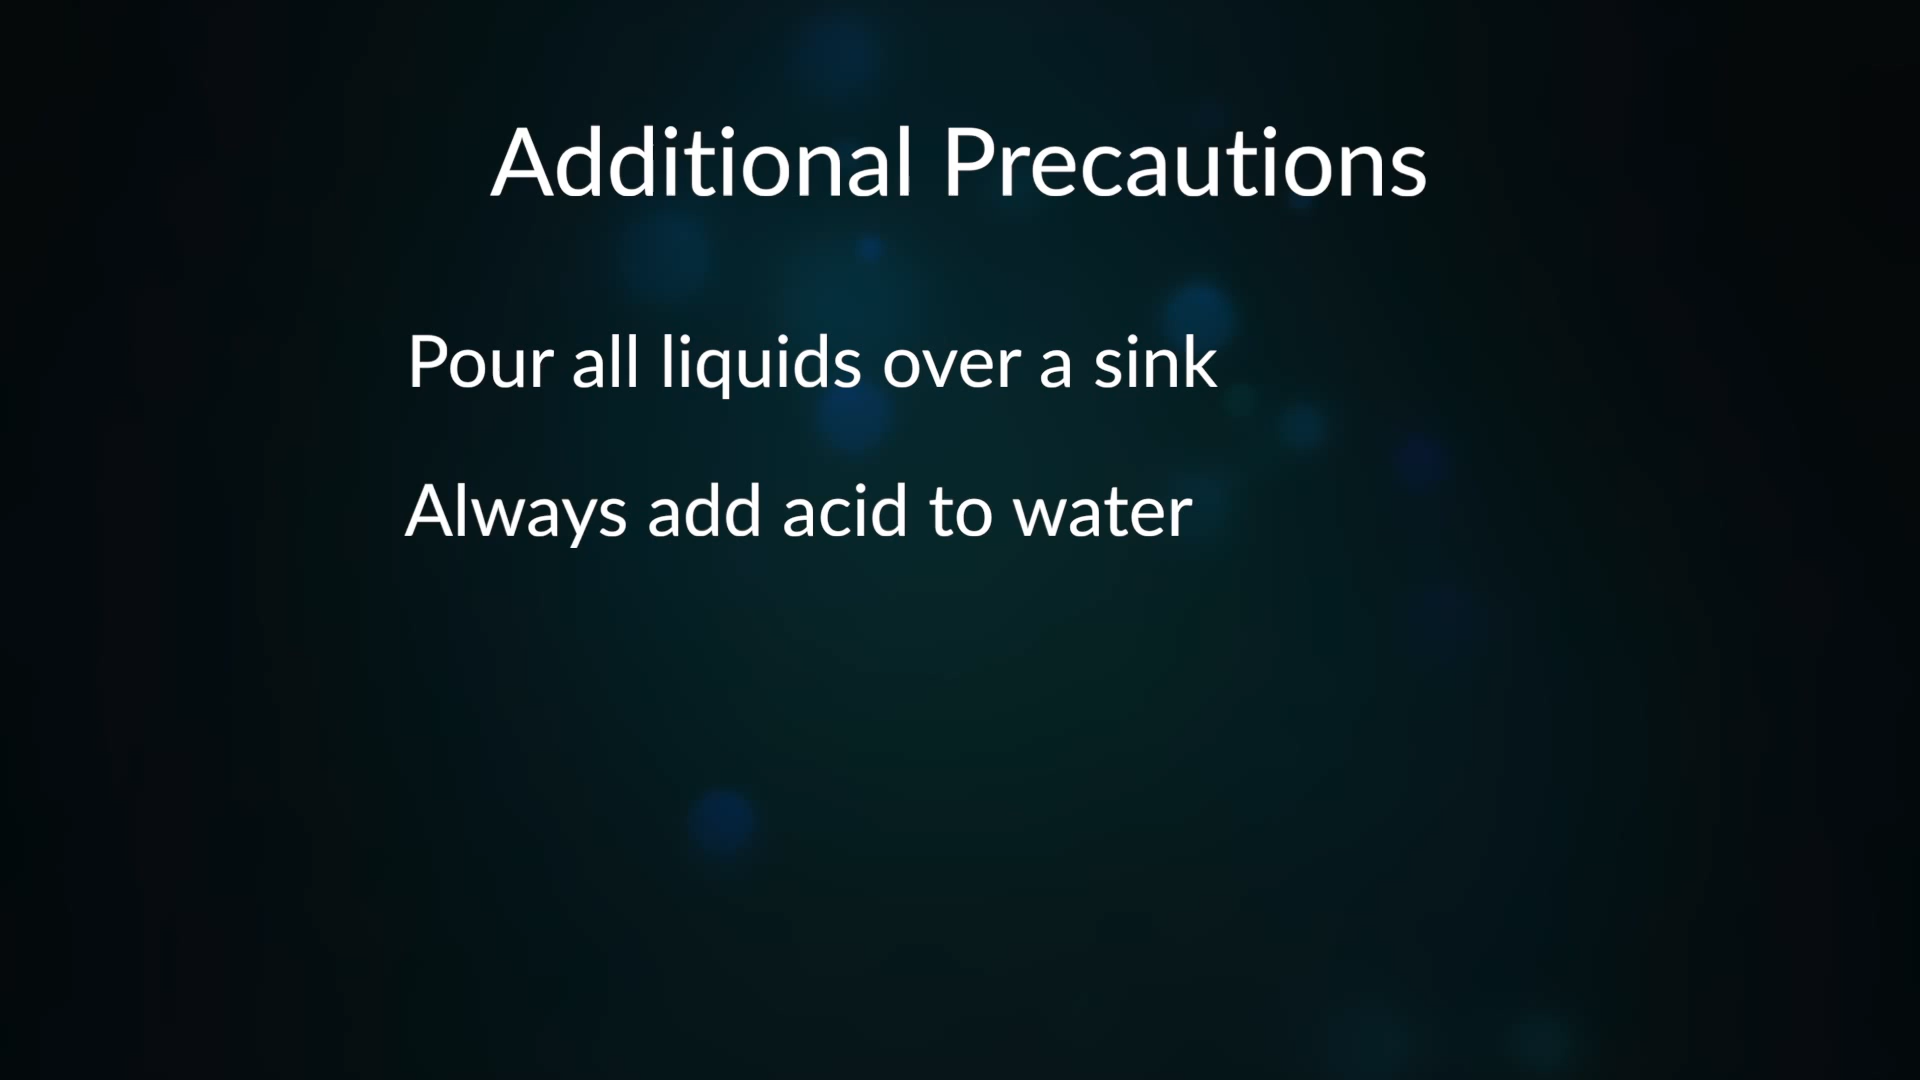 Additional Precautions
Pour all liquids over a sink
Always add acid to water